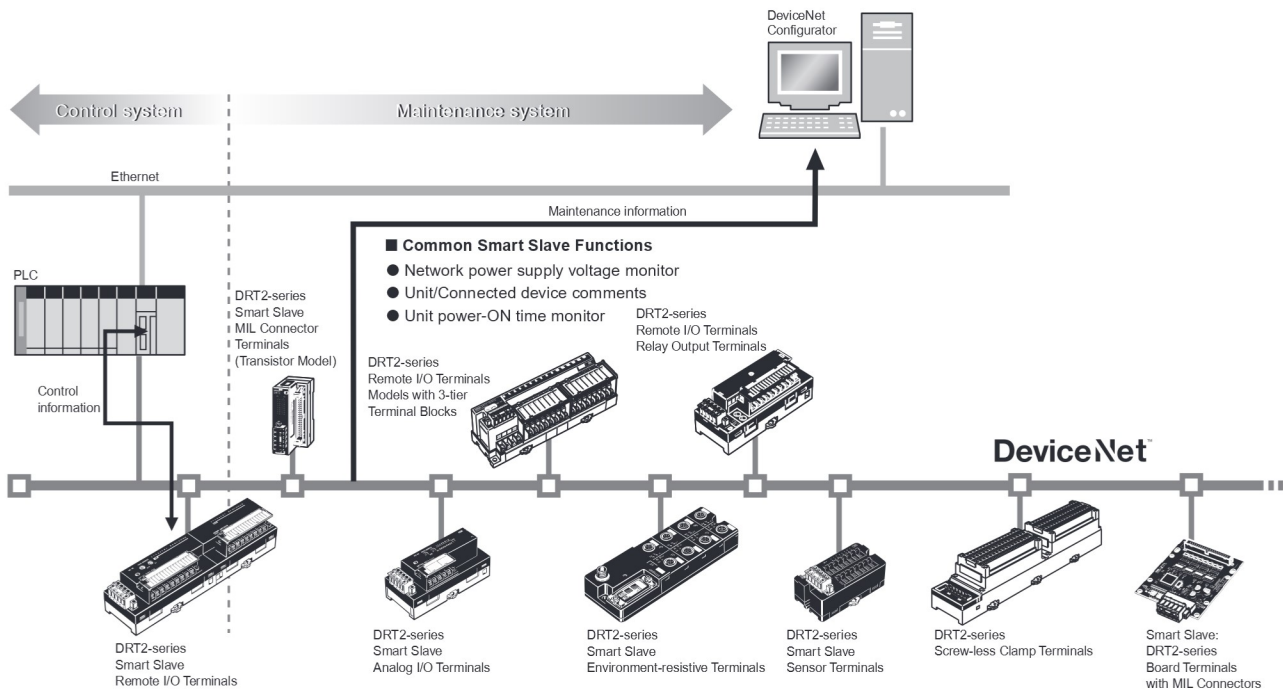 DeviceNet
Configurator
Control system
Maintenance system
Ethernet
Maintenance information
■ Common Smart Slave Functions
● Network power supply voltage monitor
● Unit/Connected device comments
● Unit power-ON time monitor
PLC
Control
information
DRT2-series
Smart Slave
MIL Connector
Terminals
(Transistor Model)
DRT2-series
Remote I/O Terminals
Models with 3-tier
Terminal Blocks
DRT2-series
Remote I/O Terminals
Relay Output Terminals
DeviceNet™
DRT2-series
Smart Slave
Remote I/O Terminals
DRT2-series
Smart Slave
Analog I/O Terminals
DRT2-series
Smart Slave
Environment-resistive Terminals
DRT2-series
Smart Slave
Sensor Terminals
DRT2-series
Screw-less Clamp Terminals
Smart Slave:
DRT2-series
Board Terminals
with MIL Connectors